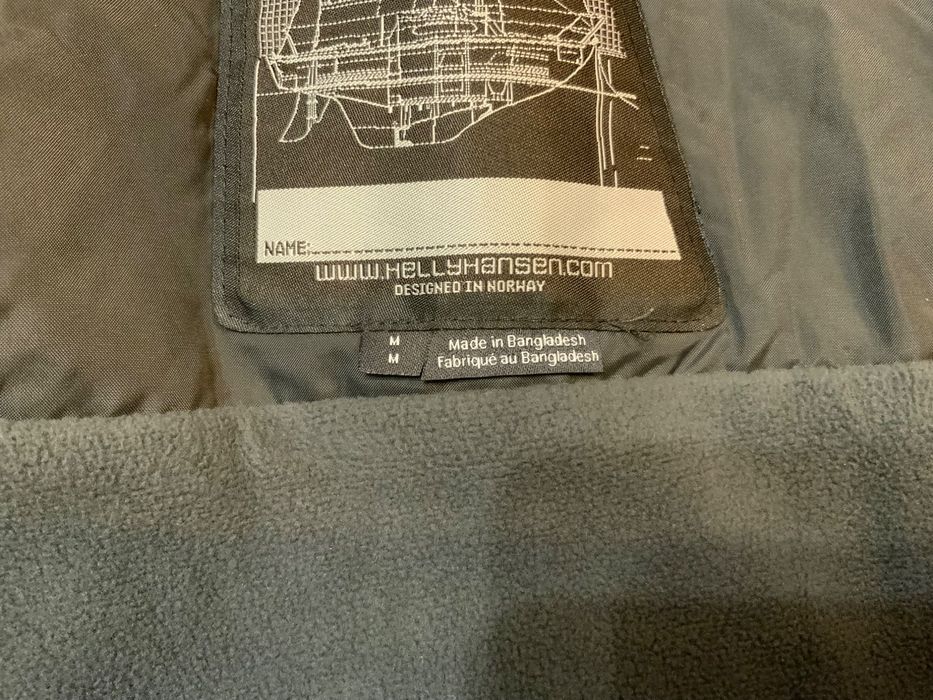 NAME:
www.HELLYHANSEN.COM
DESIGNED IN NORWAY
M
M
Made in Bangladesh
Fabriqué au Bangladesh